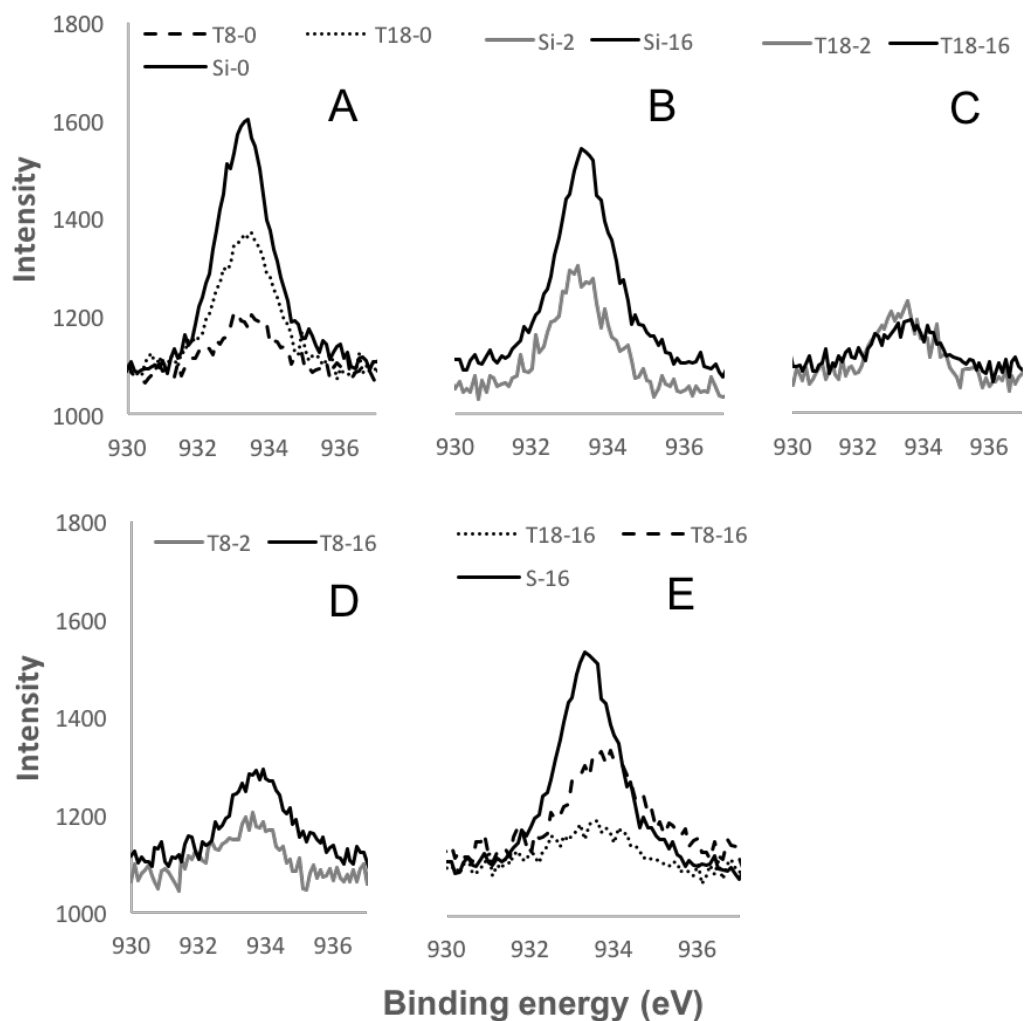 1800
1600
1400
1200
1000
Intensity
T8-0 T18-0
Si-0
A
930 932 934 936
Si-2 Si-16
B
930 932 934 936
T18-2 T18-16
C
930 932 934 936
1800
1600
1400
1200
1000
Intensity
T8-2 T8-16
D
930 932 934 936
T18-16 T8-16
S-16
E
930 932 934 936
Binding energy (eV)